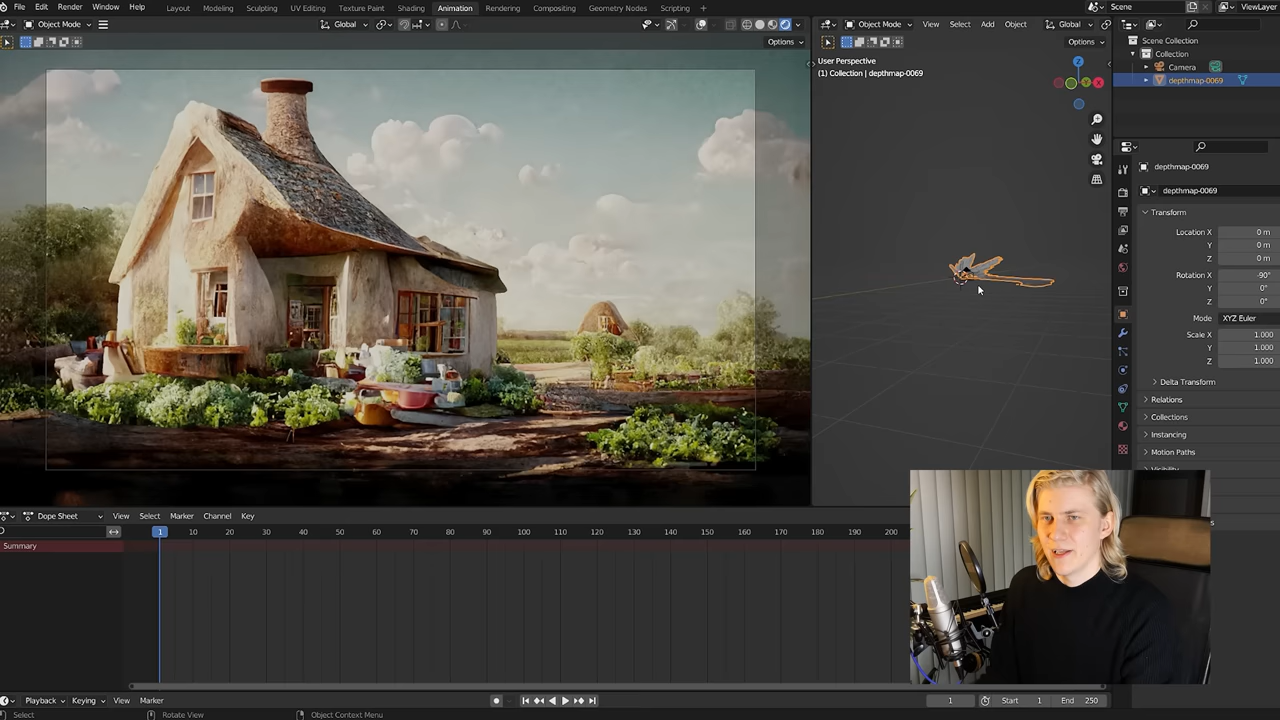 File Edit Render Window Help Layout Modeling Sculpting UV Editing Texture Paint Shading Animation Rendering Compositing Geometry Nodes Scripting Scene ViewLayer
Object Mode Global Object Mode View Select Add Object Global
Options Options
Scene Collection
Collection
Camera
depthmap-0069
User Perspective
(1) Collection | depthmap-0069
Z
Y
depthmap-0069
depthmap-0069
Transform
Location X 0 m
Y 0 m
Z 0 m
Rotation X -90°
Y 0°
Z 0°
Mode XYZ Euler
Scale X 1.000
Y 1.000
Z 1.000
Delta Transform
Relations
Collections
Instancing
Motion Paths
Dope Sheet View Select Marker Channel Key
1 10 20 30 40 50 60 70 80 90 100 110 120 130 140 150 160 170 180 190 200
Summary
Playback Keying View Marker 1 Start 1 End 250
Select Rotate View Object Context Menu